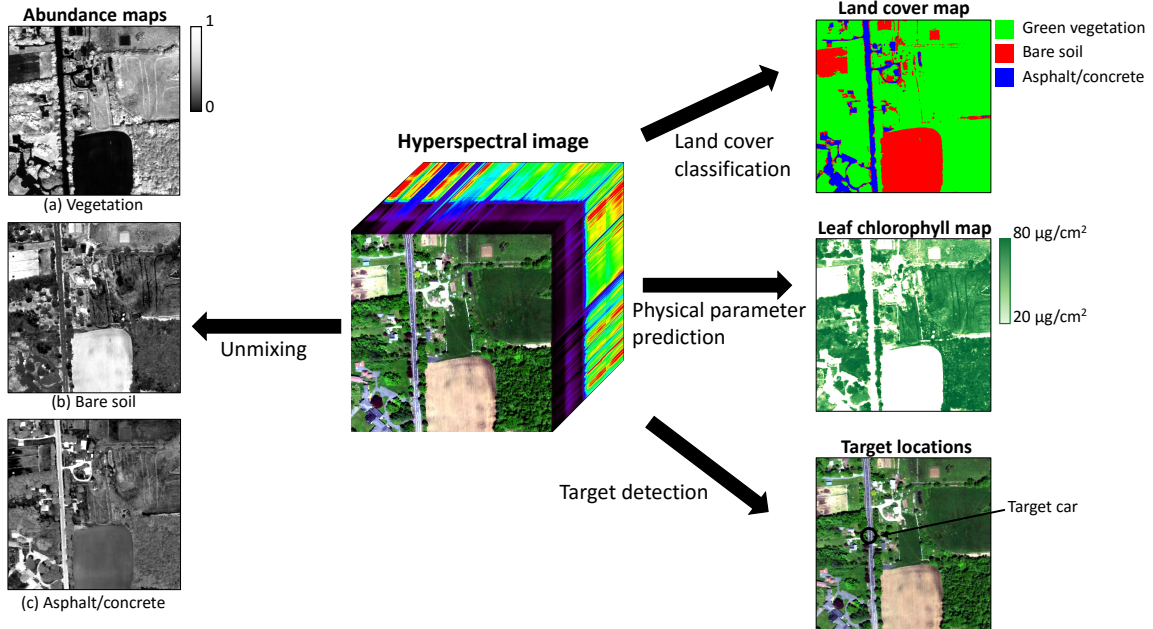 Abundance maps
1
0
(a) Vegetation
(b) Bare soil
(c) Asphalt/concrete
Unmixing
Hyperspectral image
Land cover
classification
Physical parameter
prediction
Target detection
Land cover map
Green vegetation
Bare soil
Asphalt/concrete
Leaf chlorophyll map
80 µg/cm²
20 µg/cm²
Target locations
Target car